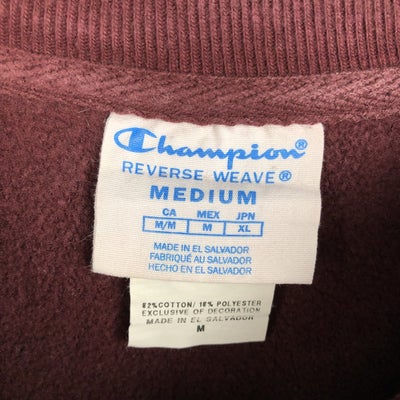 Champion®
REVERSE WEAVE®
MEDIUM
CA MEX JPN
M/M M XL
MADE IN EL SALVADOR
FABRIQUÉ AU SALVADOR
HECHO EN EL SALVADOR
82%COTTON/ 18% POLYESTER
EXCLUSIVE OF DECORATION
MADE IN EL SALVADOR
M